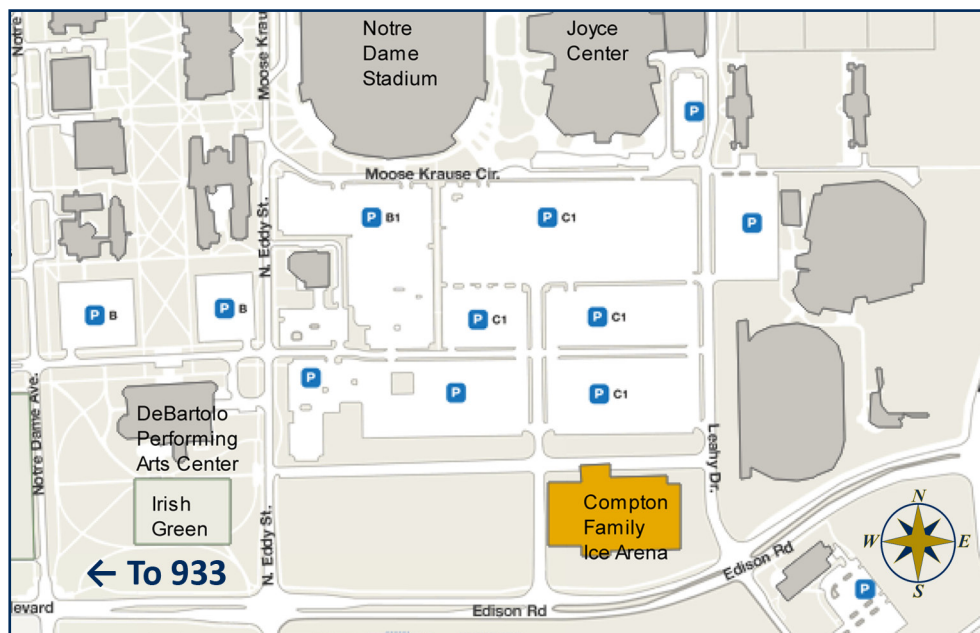 Notre
Moose Krau
Notre
Dame
Stadium
Joyce
Center
P
Moose Krause Cir.
P B1
P C1
P
N. Eddy St.
P B
P B
P C1
P C1
P
P
P C1
Notre Dame Ave.
DeBartolo
Performing
Arts Center
Leahy Dr.
Irish
Green
N. Eddy St.
Compton
Family
Ice Arena
N
W E
S
Edison Rd
← To 933
P
levard
Edison Rd